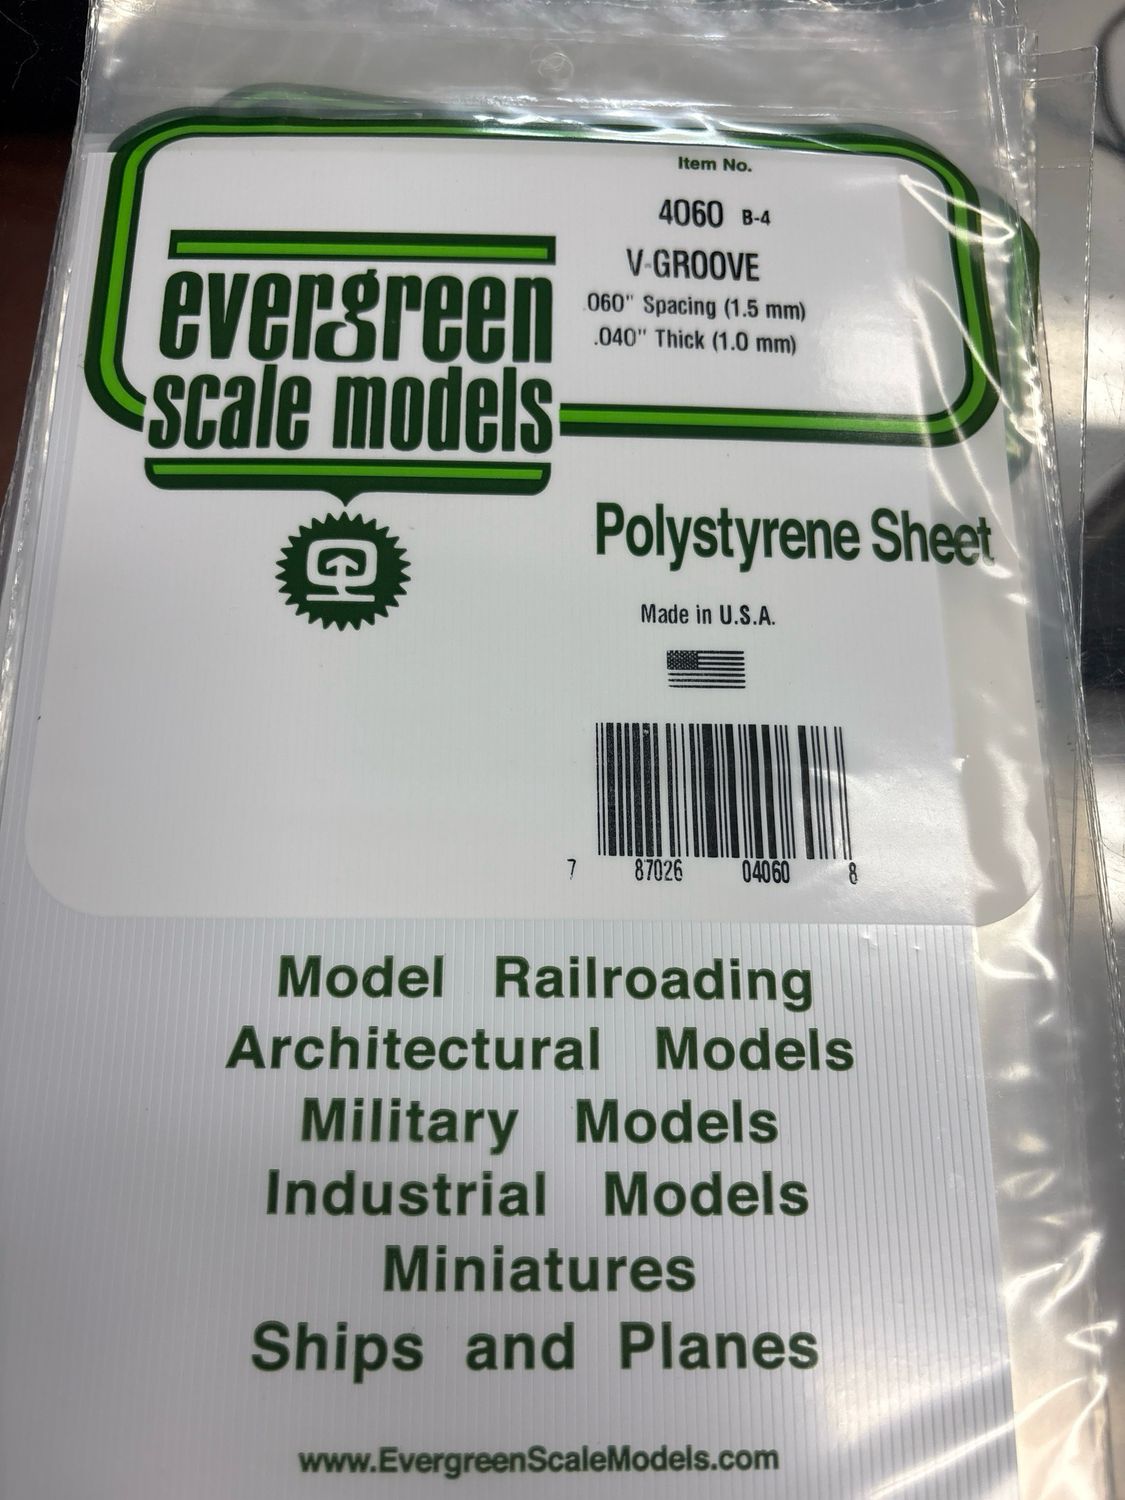 Item No.
4060 B-4
V-GROOVE
.060" Spacing (1.5 mm)
.040" Thick (1.0 mm)
evergreen
scale models
Polystyrene Sheet
Made in U.S.A.
7 87026 04060 8
Model Railroading
Architectural Models
Military Models
Industrial Models
Miniatures
Ships and Planes
www.EvergreenScaleModels.com